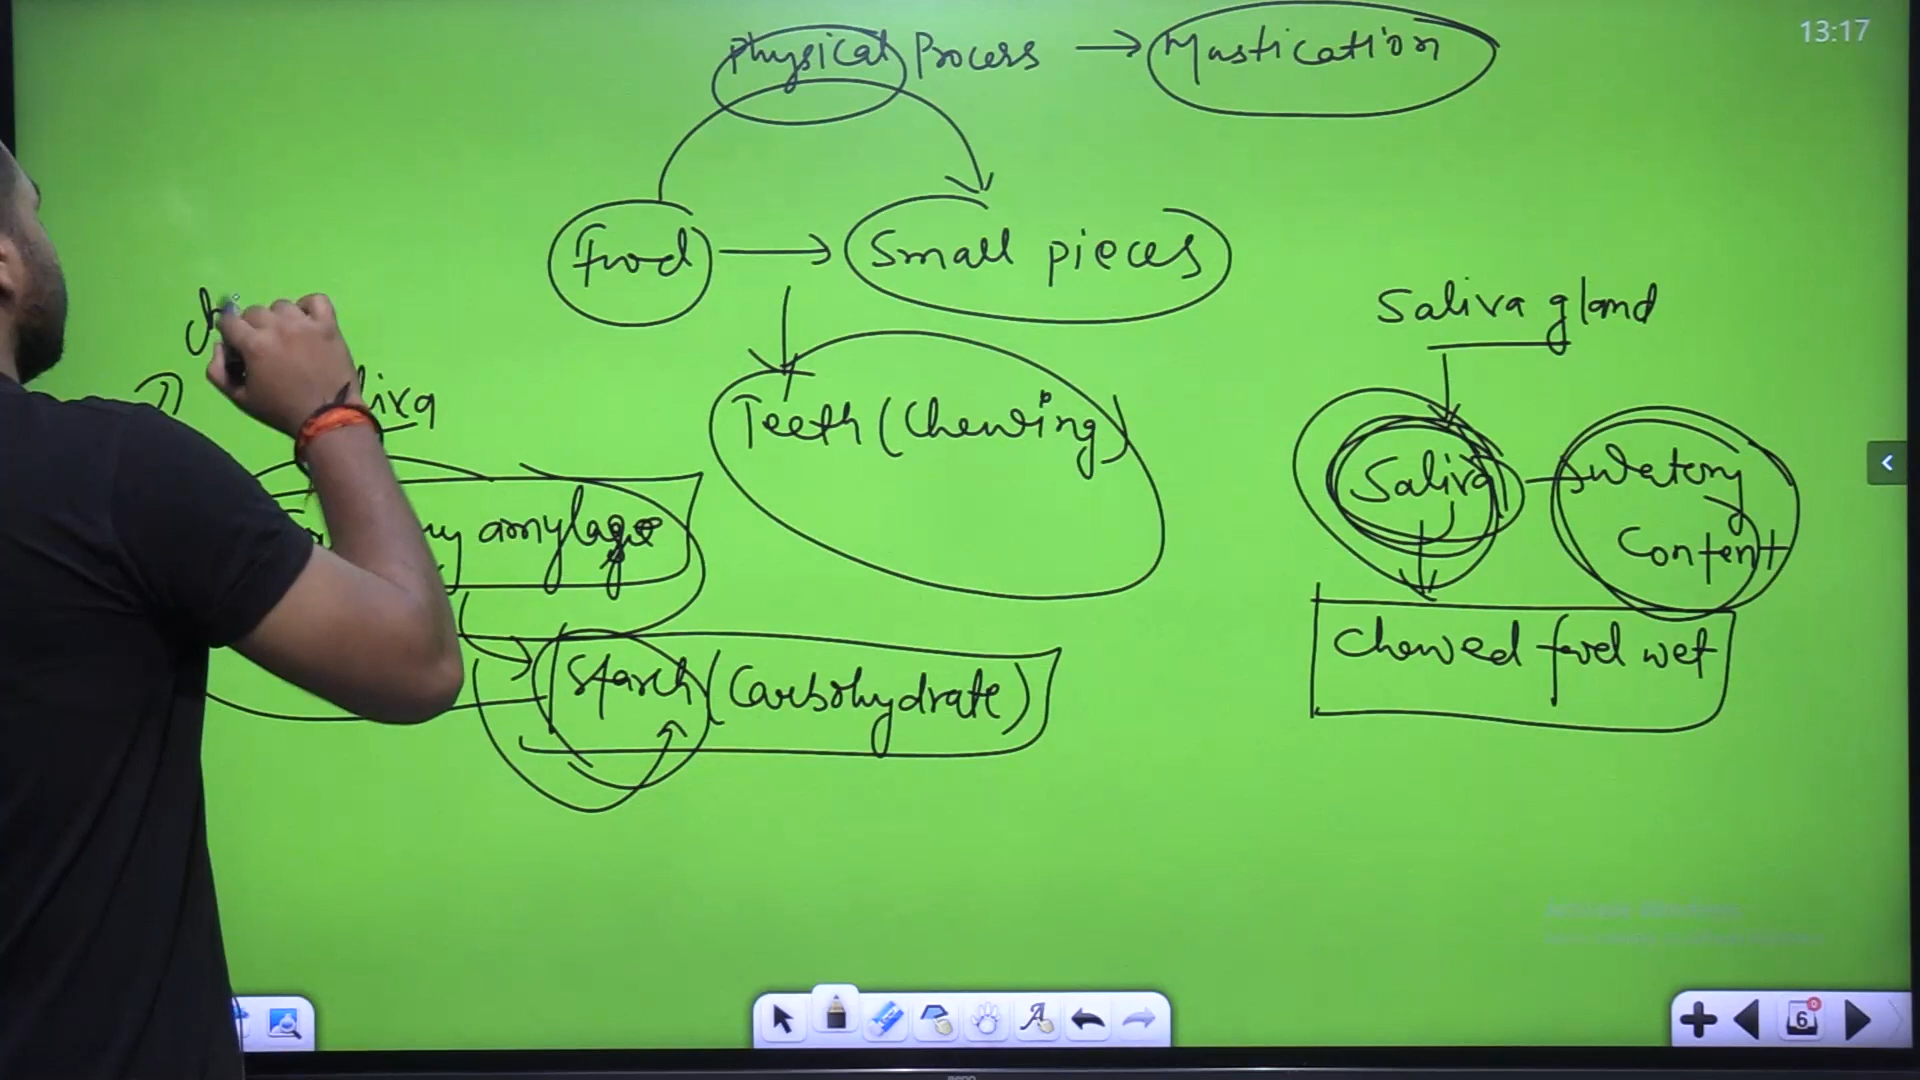 13:17
Physical Process → Mastication
Food → Small pieces
Saliva gland
Teeth (Chewing)
Saliva → Watery
Content
amylase
Chewed food wet
Starch (Carbohydrate)
6